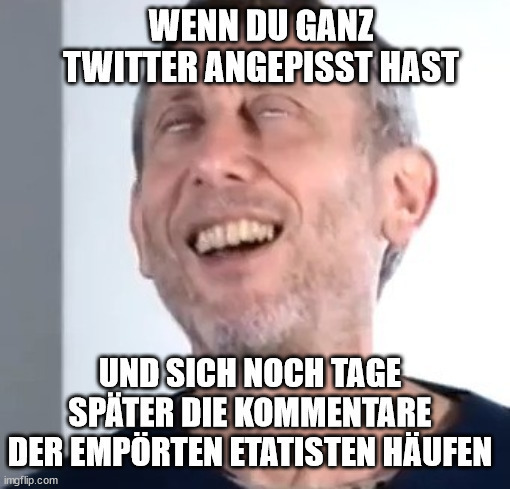 WENN DU GANZ
TWITTER ANGEPISST HAST
UND SICH NOCH TAGE
SPÄTER DIE KOMMENTARE
DER EMPÖRTEN ETATISTEN HÄUFEN
imgflip.com